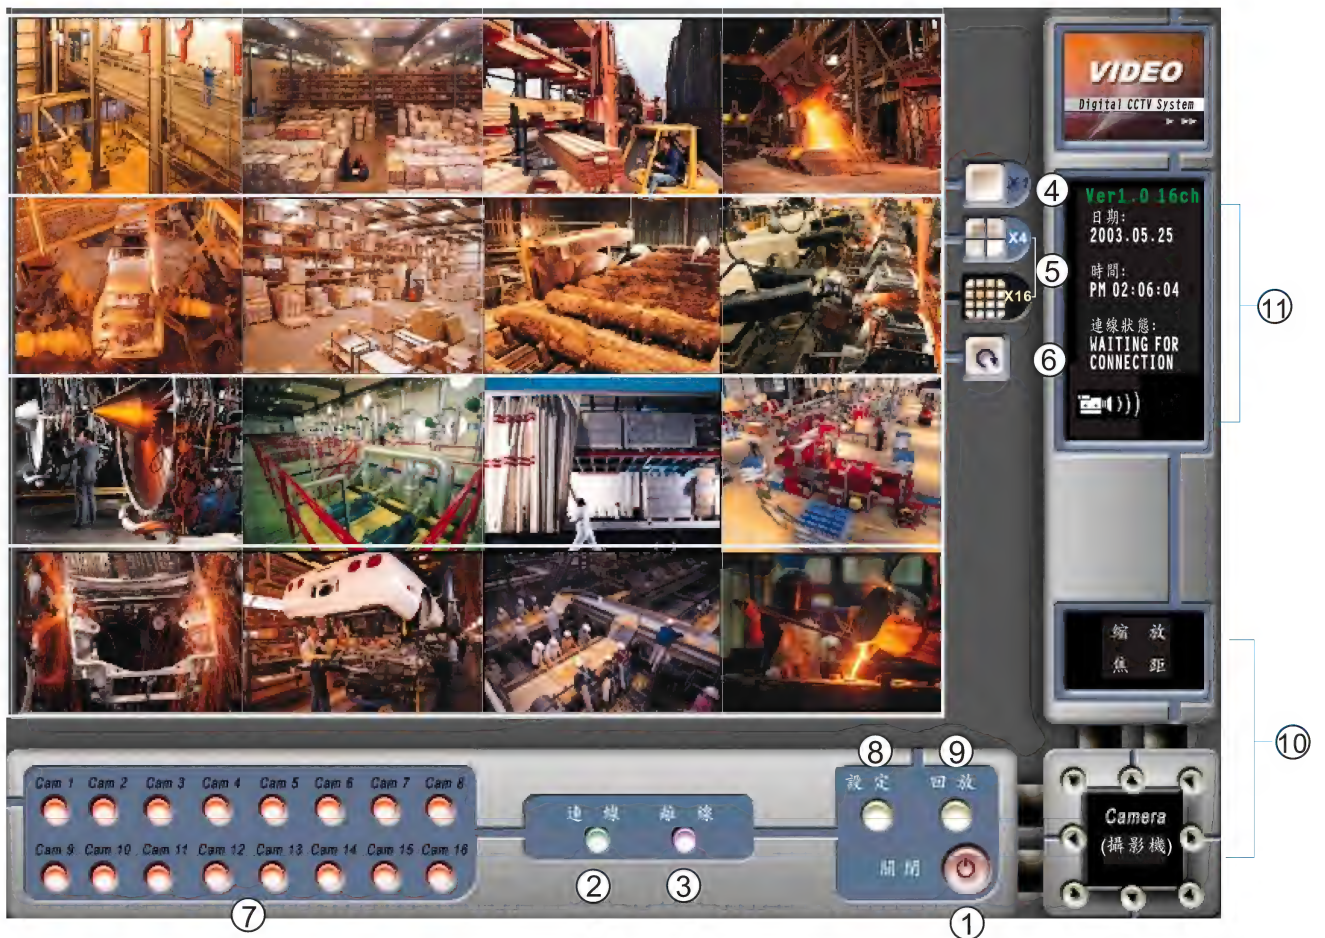 VIDEO
Digital CCTV System
X1
④
X4
⑤
X16
⑥
Ver1.0 16ch
日期:
2003.05.25
時間:
PM 02:06:04
連線狀態:
WAITING FOR
CONNECTION
⑪
縮 放
焦 距
⑩
Cam 1 Cam 2 Cam 3 Cam 4 Cam 5 Cam 6 Cam 7 Cam 8
Cam 9 Cam 10 Cam 11 Cam 12 Cam 13 Cam 14 Cam 15 Cam 16
⑦
連 線 離 線
② ③
⑧ ⑨
設 定 回 放
關 閉
①
Camera
(攝影機)